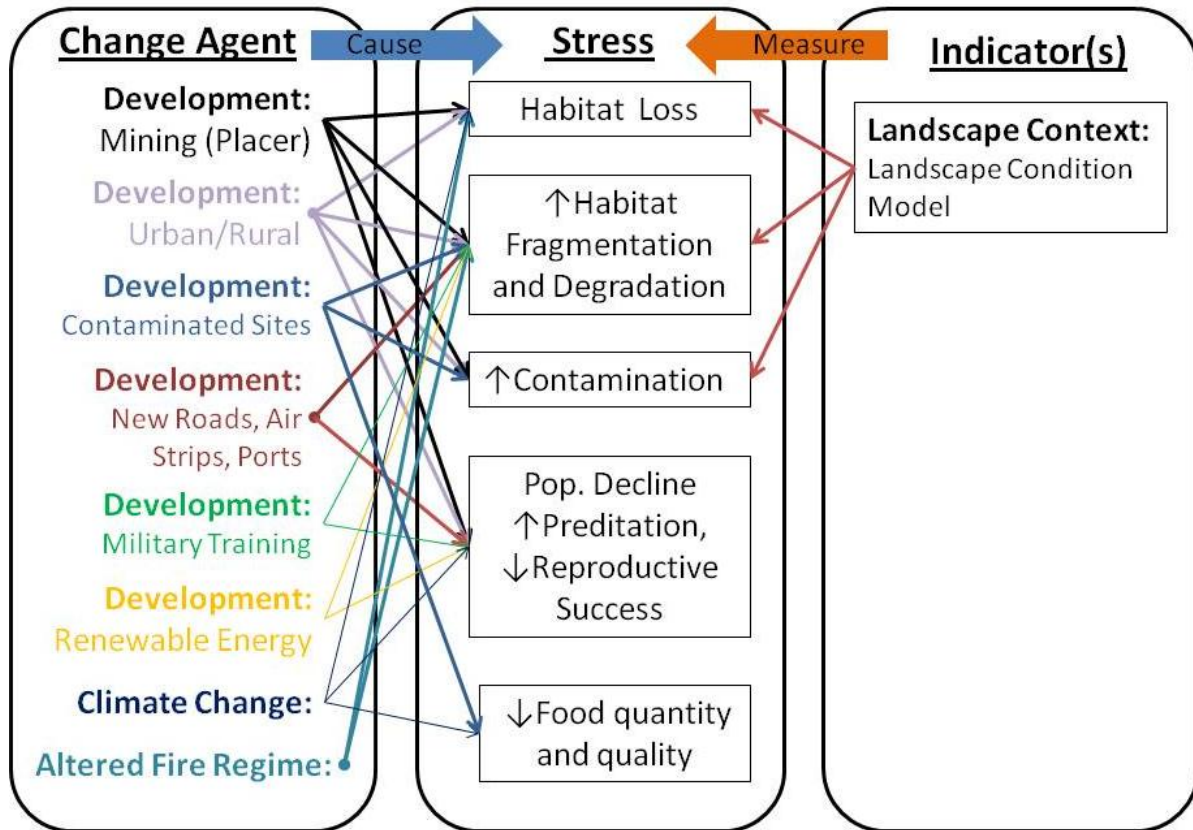 Change Agent
Cause
Stress
Measure
Indicator(s)
Development:
Mining (Placer)
Development:
Urban/Rural
Development:
Contaminated Sites
Development:
New Roads, Air
Strips, Ports
Development:
Military Training
Development:
Renewable Energy
Climate Change:
Altered Fire Regime:
Habitat Loss
↑Habitat
Fragmentation
and Degradation
↑Contamination
Pop. Decline
↑Preditation,
↓Reproductive
Success
↓Food quantity
and quality
Landscape Context:
Landscape Condition
Model